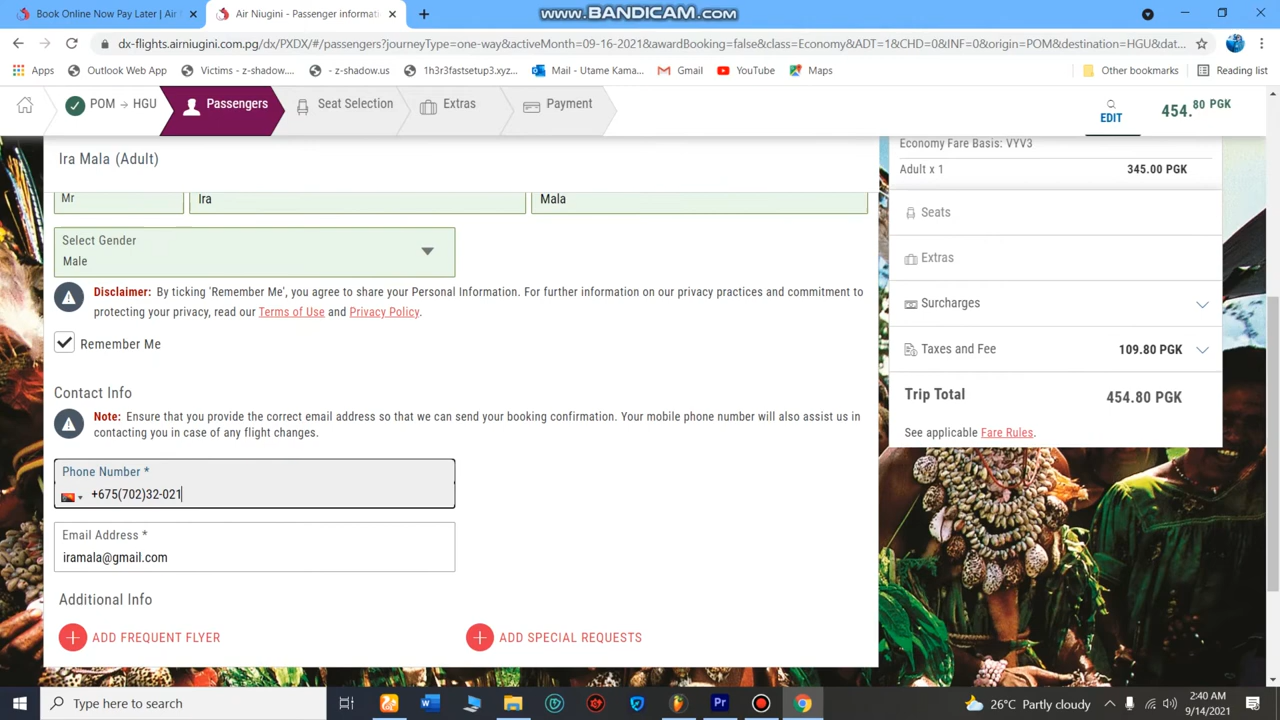 www.BANDICAM.com
Book Online Now Pay Later |
Air Niugini - Passenger informati
dx-flights.airniugini.com.pg/dx/PXDX/#/passengers?journeyType=one-way&activeMonth=09-16-2021&awardBooking=false&class=Economy&ADT=1&CHD=0&INF=0&origin=POM&destination=HGU&dat...
Apps
Outlook Web App
Victims - z-shadow....
- z-shadow.us
1h3r3fastsetup3.xyz...
Mail - Utame Kama...
Gmail
YouTube
Maps
Other bookmarks
Reading list
POM → HGU
Passengers
Seat Selection
Extras
Payment
EDIT
454.80 PGK
Ira Mala (Adult)
Mr
Ira
Mala
Select Gender
Male
Disclaimer: By ticking 'Remember Me', you agree to share your Personal Information. For further information on our privacy practices and commitment to
protecting your privacy, read our Terms of Use and Privacy Policy.
Remember Me
Contact Info
Note: Ensure that you provide the correct email address so that we can send your booking confirmation. Your mobile phone number will also assist us in
contacting you in case of any flight changes.
Phone Number *
+675(702)32-021
Email Address *
iramala@gmail.com
Additional Info
ADD FREQUENT FLYER
ADD SPECIAL REQUESTS
Economy Fare Basis: VYV3
Adult x 1
345.00 PGK
Seats
Extras
Surcharges
Taxes and Fee
109.80 PGK
Trip Total
454.80 PGK
See applicable Fare Rules.
Type here to search
26°C Partly cloudy
2:40 AM
9/14/2021